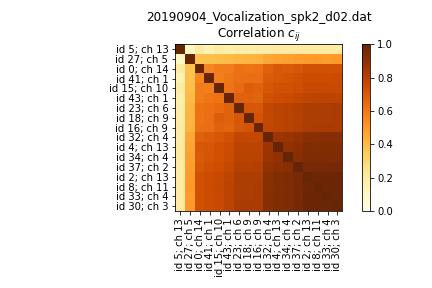 20190904_Vocalization_spk2_d02.dat
Correlation c_ij
id 5; ch 13
id 27; ch 5
id 0; ch 14
id 41; ch 1
id 15; ch 10
id 43; ch 1
id 23; ch 6
id 18; ch 9
id 16; ch 9
id 32; ch 4
id 4; ch 13
id 34; ch 4
id 37; ch 2
id 2; ch 13
id 8; ch 11
id 33; ch 4
id 30; ch 3
1.0
0.8
0.6
0.4
0.2
0.0
id 5; ch 13
id 27; ch 5
id 0; ch 14
id 41; ch 1
id 15; ch 10
id 43; ch 1
id 23; ch 6
id 18; ch 9
id 16; ch 9
id 32; ch 4
id 4; ch 13
id 34; ch 4
id 37; ch 2
id 2; ch 13
id 8; ch 11
id 33; ch 4
id 30; ch 3